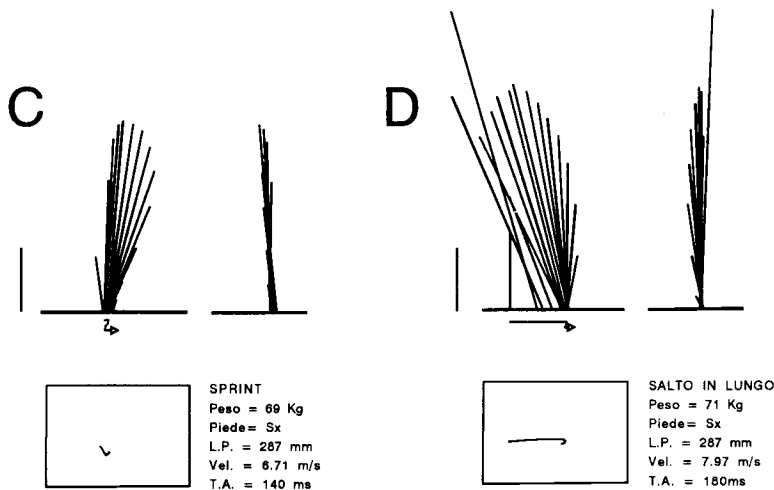 C
D
SPRINT
Peso = 69 Kg
Piede= Sx
L.P. = 287 mm
Vel. = 6.71 m/s
T.A. = 140 ms
SALTO IN LUNGO
Peso = 71 Kg
Piede= Sx
L.P. = 287 mm
Vel. = 7.97 m/s
T.A. = 180ms